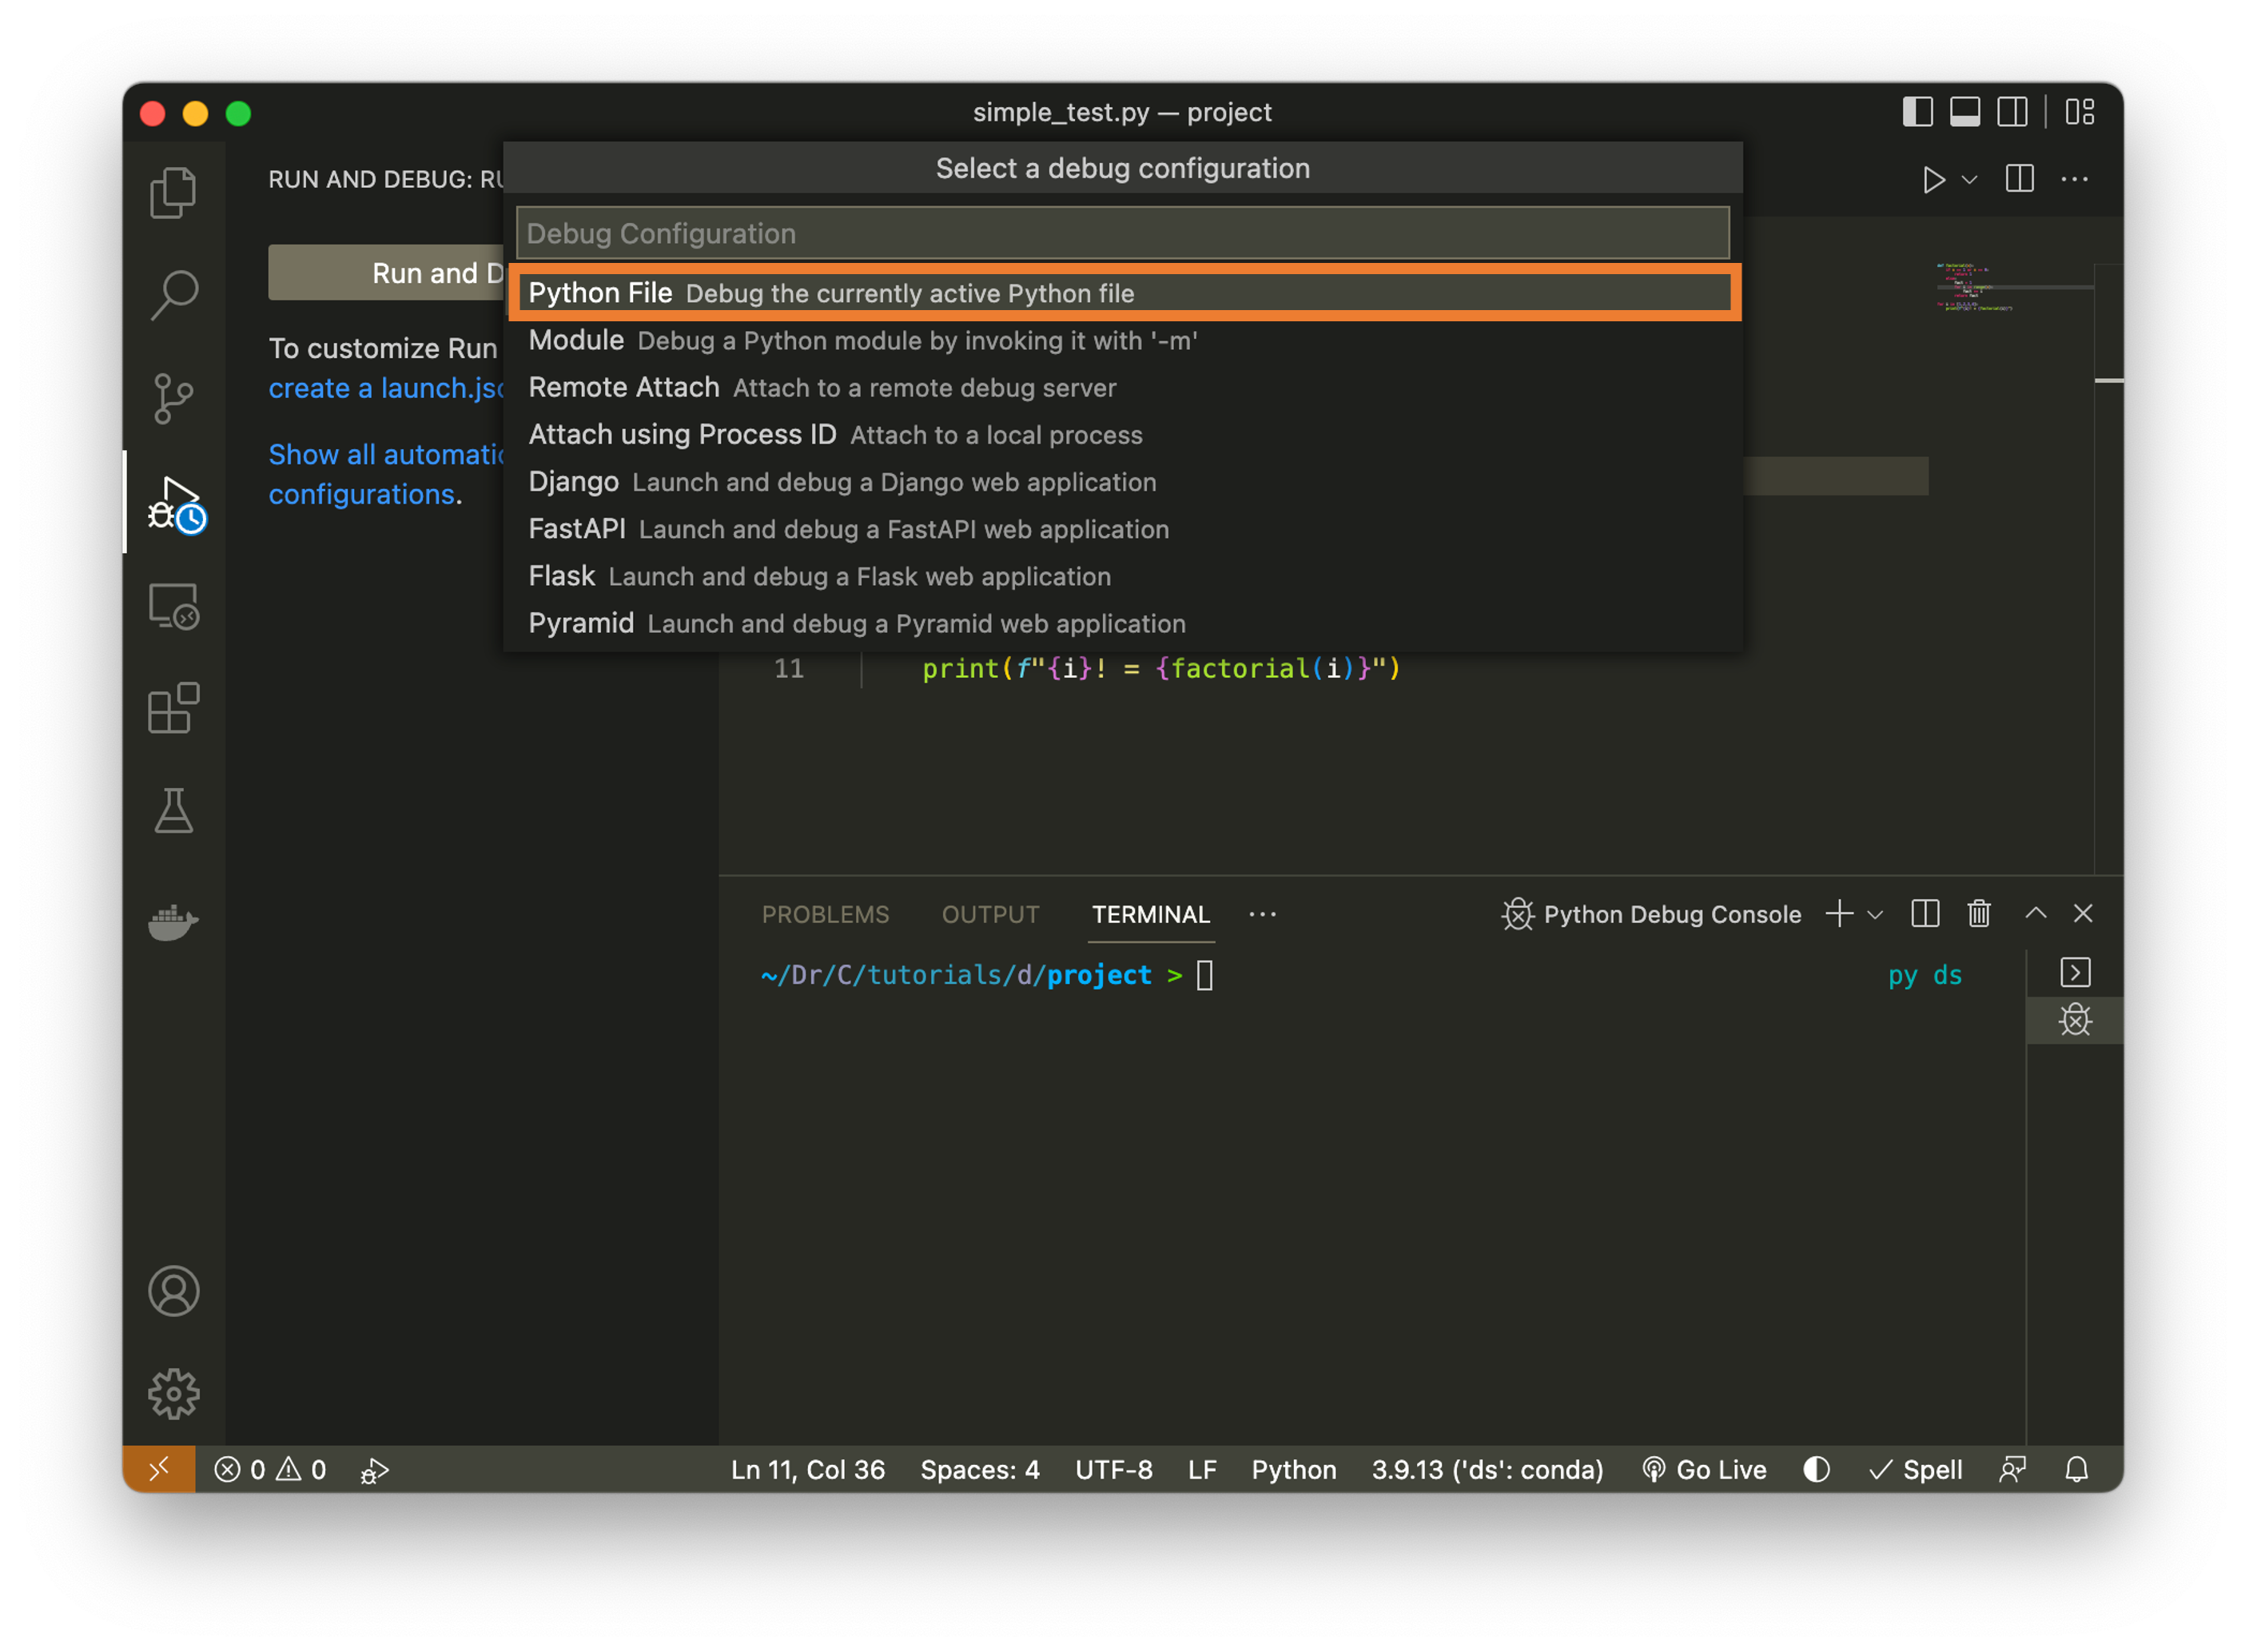 simple_test.py — project
RUN AND DEBUG: RU
Select a debug configuration
Debug Configuration
Run and D
Python File Debug the currently active Python file
Module Debug a Python module by invoking it with '-m'
Remote Attach Attach to a remote debug server
Attach using Process ID Attach to a local process
Django Launch and debug a Django web application
FastAPI Launch and debug a FastAPI web application
Flask Launch and debug a Flask web application
Pyramid Launch and debug a Pyramid web application
To customize Run
create a launch.jso
Show all automatic
configurations.
11 print(f"{i}! = {factorial(i)}")
PROBLEMS OUTPUT TERMINAL ··· Python Debug Console
~/Dr/C/tutorials/d/project > py ds
0 0 Ln 11, Col 36 Spaces: 4 UTF-8 LF Python 3.9.13 ('ds': conda) Go Live Spell